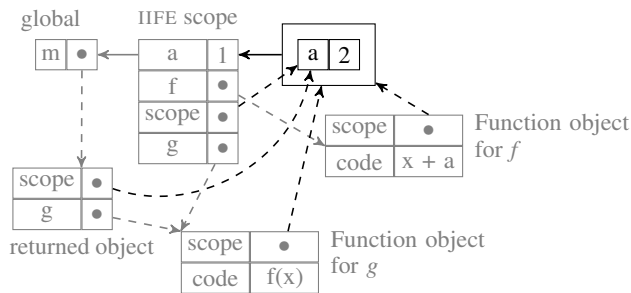 global
IIFE scope
m
a 1
a 2
f
scope
g
scope
code x + a
Function object
for f
scope
g
returned object
scope
code f(x)
Function object
for g